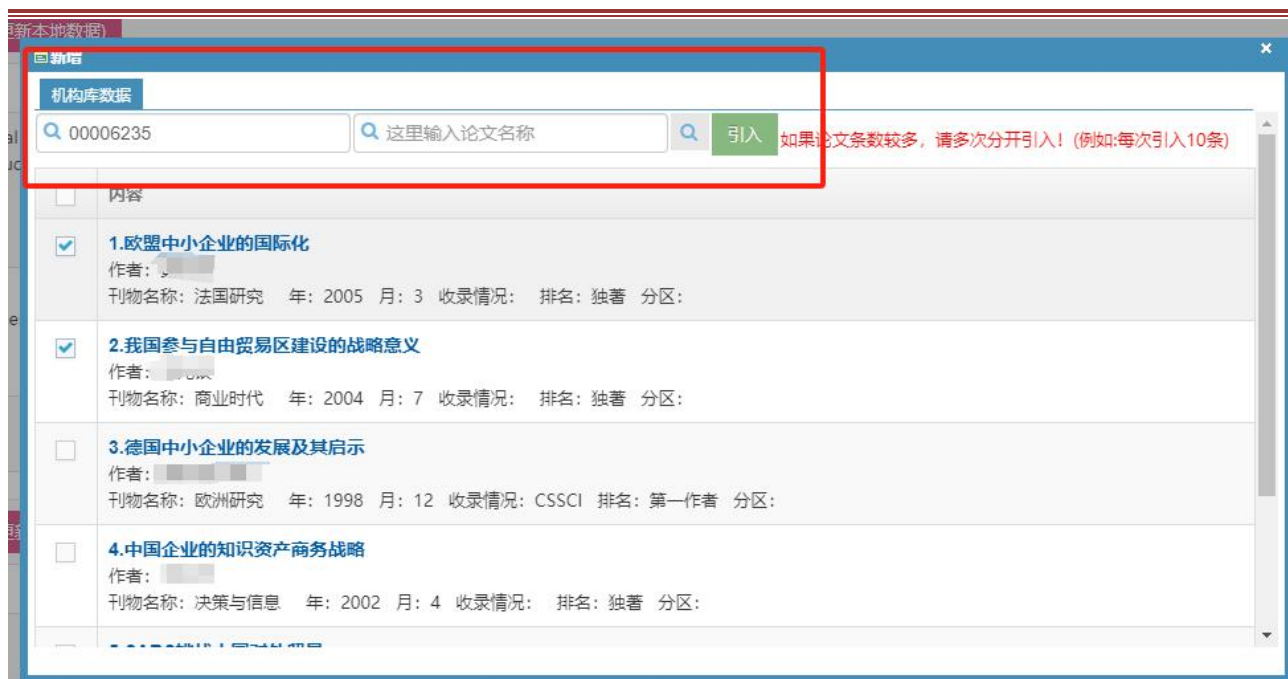 更新本地数据)
新增
×
机构库数据
00006235 这里输入论文名称 引入 如果论文条数较多，请多次分开引入！(例如:每次引入10条)
内容
1.欧盟中小企业的国际化
作者：
刊物名称：法国研究 年：2005 月：3 收录情况： 排名：独著 分区：
2.我国参与自由贸易区建设的战略意义
作者：
刊物名称：商业时代 年：2004 月：7 收录情况： 排名：独著 分区：
3.德国中小企业的发展及其启示
作者：
刊物名称：欧洲研究 年：1998 月：12 收录情况：CSSCI 排名：第一作者 分区：
4.中国企业的知识资产商务战略
作者：
刊物名称：决策与信息 年：2002 月：4 收录情况： 排名：独著 分区：